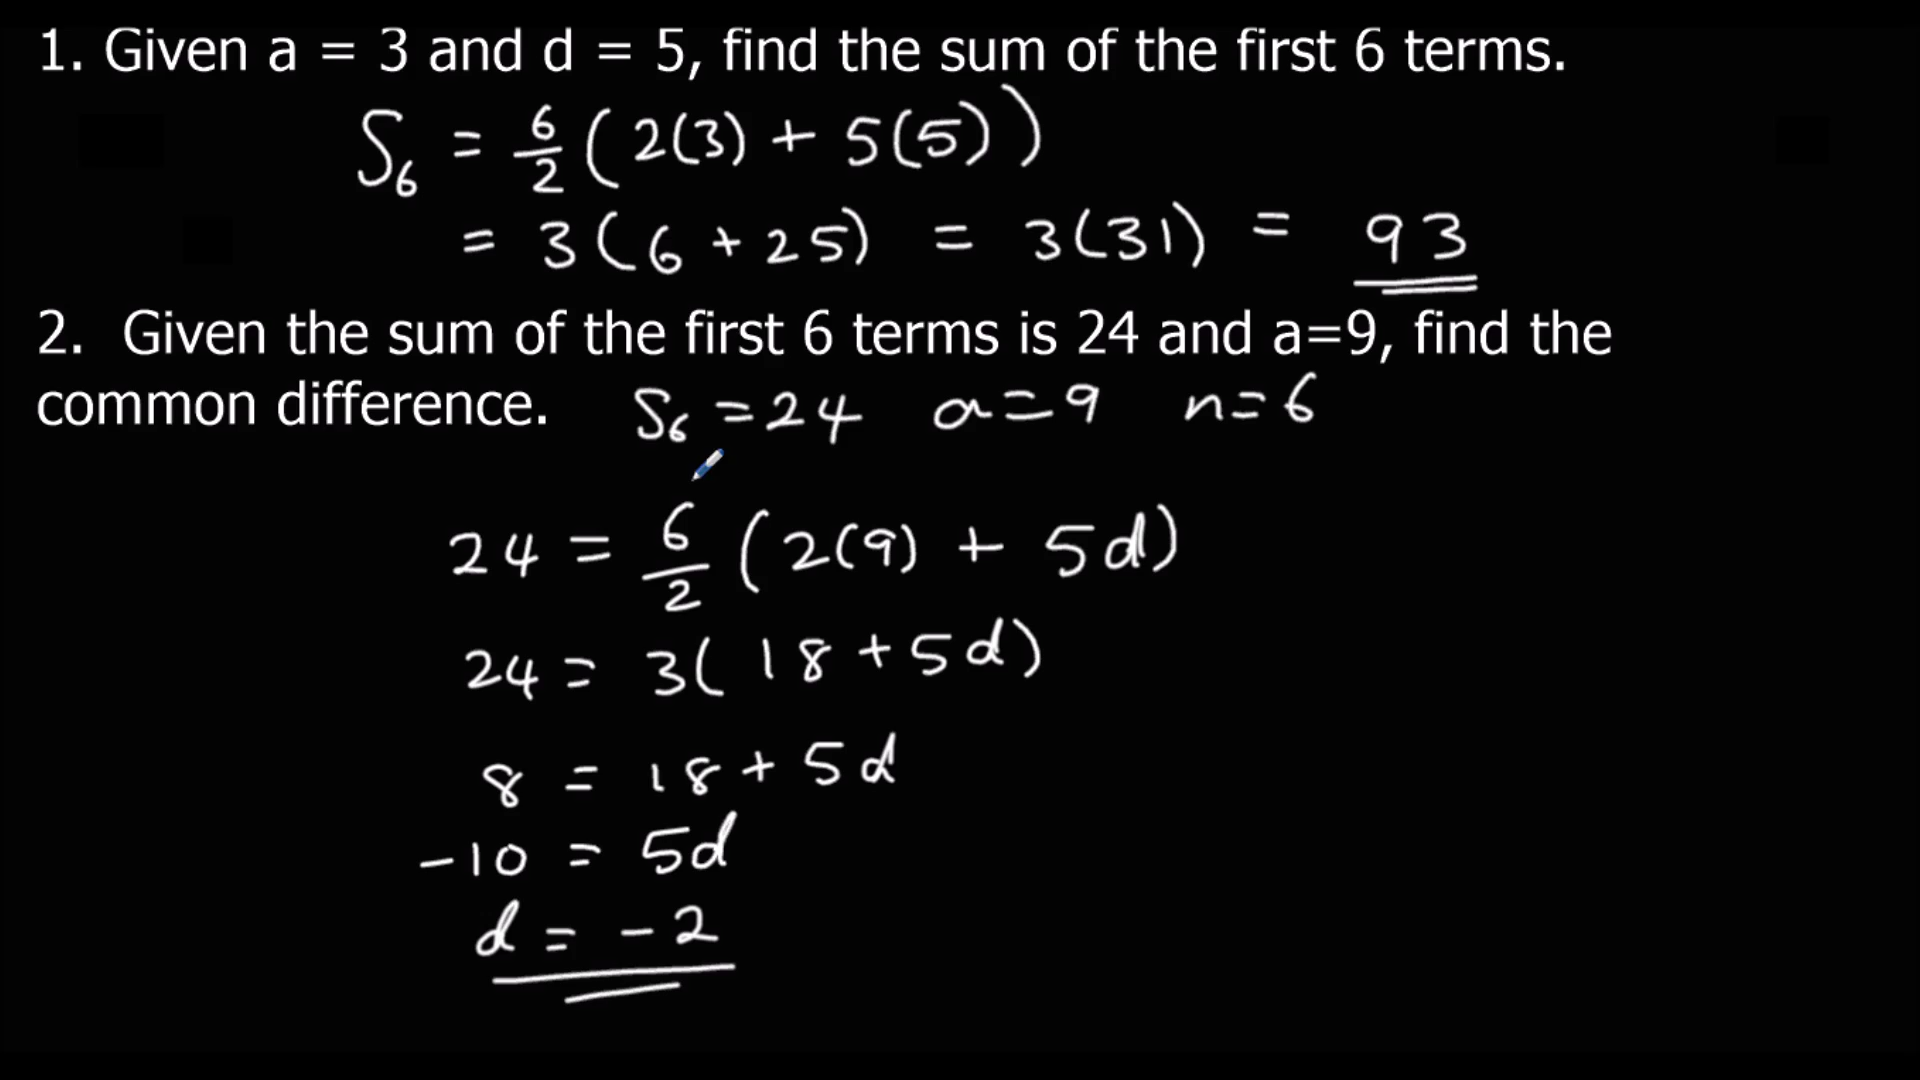 1. Given a = 3 and d = 5, find the sum of the first 6 terms.
S₆ = 6/2 (2(3) + 5(5))
= 3(6 + 25) = 3(31) = 93
2. Given the sum of the first 6 terms is 24 and a=9, find the
common difference. S₆ = 24 a = 9 n = 6
24 = 6/2 (2(9) + 5d)
24 = 3(18 + 5d)
8 = 18 + 5d
-10 = 5d
d = -2